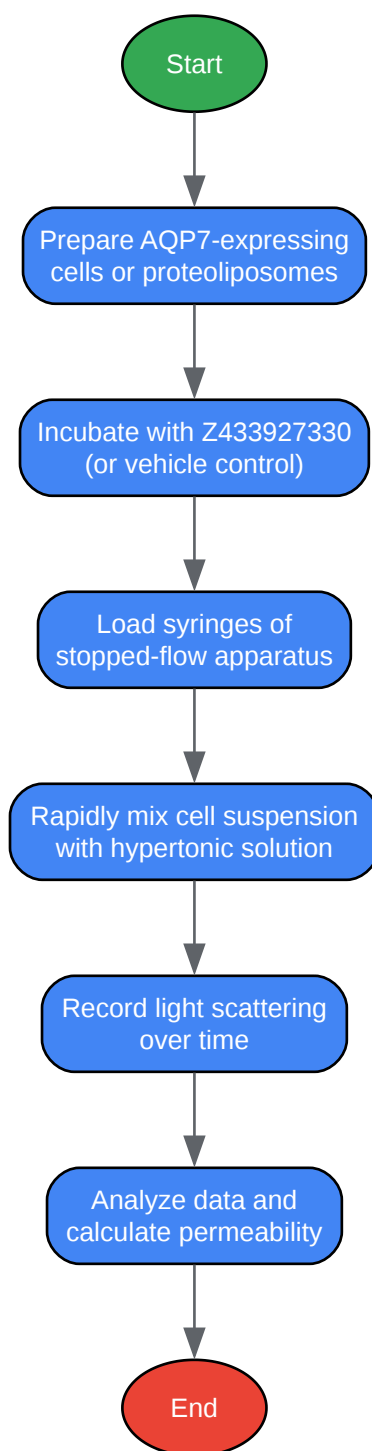 Start
Prepare AQP7-expressing
cells or proteoliposomes
Incubate with Z433927330
(or vehicle control)
Load syringes of
stopped-flow apparatus
Rapidly mix cell suspension
with hypertonic solution
Record light scattering
over time
Analyze data and
calculate permeability
End